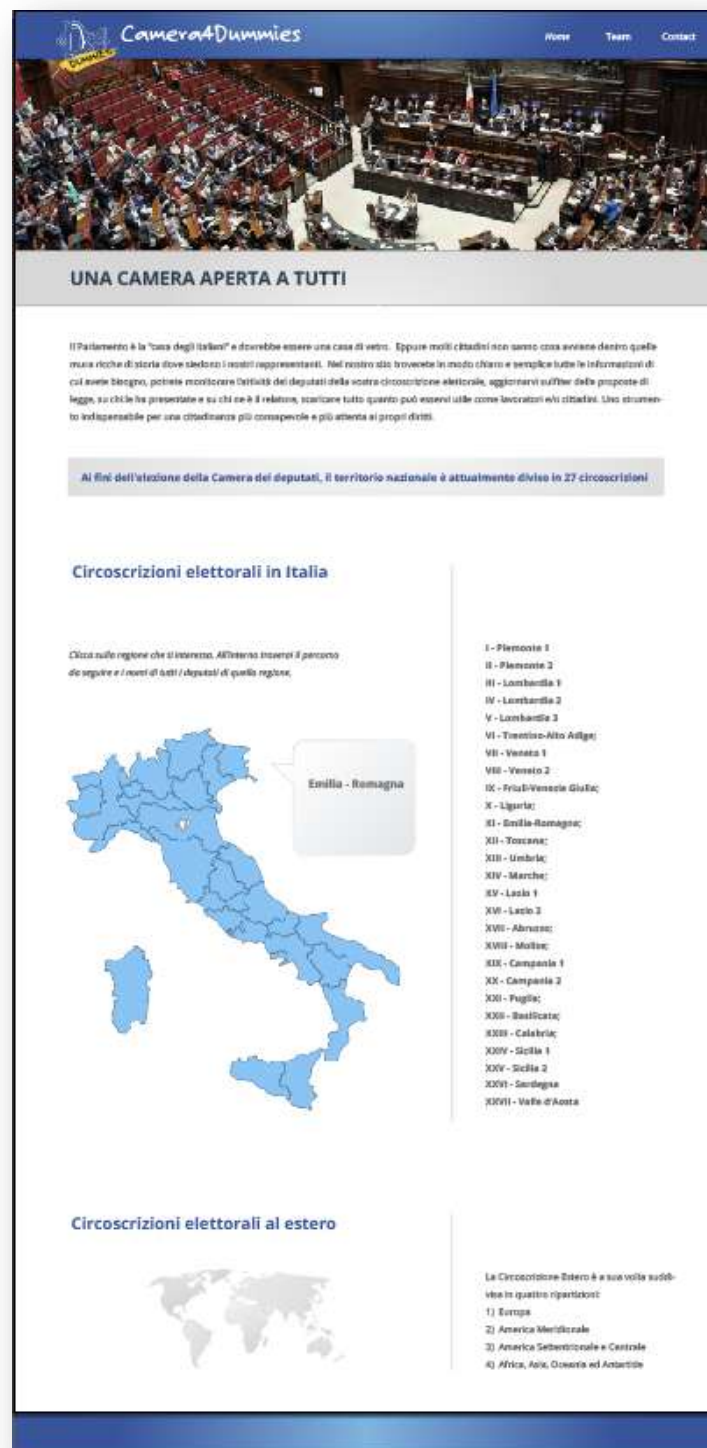 DUMMIES
Camera4Dummies
Home Team Contact
UNA CAMERA APERTA A TUTTI
Il Parlamento è la "casa degli italiani" e dovrebbe essere una casa di vetro. Eppure molti cittadini non sanno cosa avviene dentro quelle
mura ricche di storia dove siedono i nostri rappresentanti. Nel nostro sito troverete in modo chiaro e semplice tutte le informazioni di
cui avete bisogno, potrete monitorare l'attività dei deputati della vostra circoscrizione elettorale, aggiornarvi sull'iter delle proposte di
legge, su chi le ha presentate e su chi ne è il relatore, scaricare tutto quanto può esservi utile come lavoratori e/o cittadini. Uno strumen-
to indispensabile per una cittadinanza più consapevole e più attenta ai propri diritti.
Ai fini dell'elezione della Camera dei deputati, il territorio nazionale è attualmente diviso in 27 circoscrizioni
Circoscrizioni elettorali in Italia
Clicca sulla regione che ti interessa. All'interno troverai il percorso
da seguire e i nomi di tutti i deputati di quella regione.
Emilia - Romagna
I - Piemonte 1
II - Piemonte 2
III - Lombardia 1
IV - Lombardia 2
V - Lombardia 3
VI - Trentino-Alto Adige;
VII - Veneto 1
VIII - Veneto 2
IX - Friuli-Venezia Giulia;
X - Liguria;
XI - Emilia-Romagna;
XII - Toscana;
XIII - Umbria;
XIV - Marche;
XV - Lazio 1
XVI - Lazio 2
XVII - Abruzzo;
XVIII - Molise;
XIX - Campania 1
XX - Campania 2
XXI - Puglia;
XXII - Basilicata;
XXIII - Calabria;
XXIV - Sicilia 1
XXV - Sicilia 2
XXVI - Sardegna
XXVII - Valle d'Aosta
Circoscrizioni elettorali al estero
La Circoscrizione Estero è a sua volta suddi-
visa in quattro ripartizioni:
1) Europa
2) America Meridionale
3) America Settentrionale e Centrale
4) Africa, Asia, Oceania ed Antartide